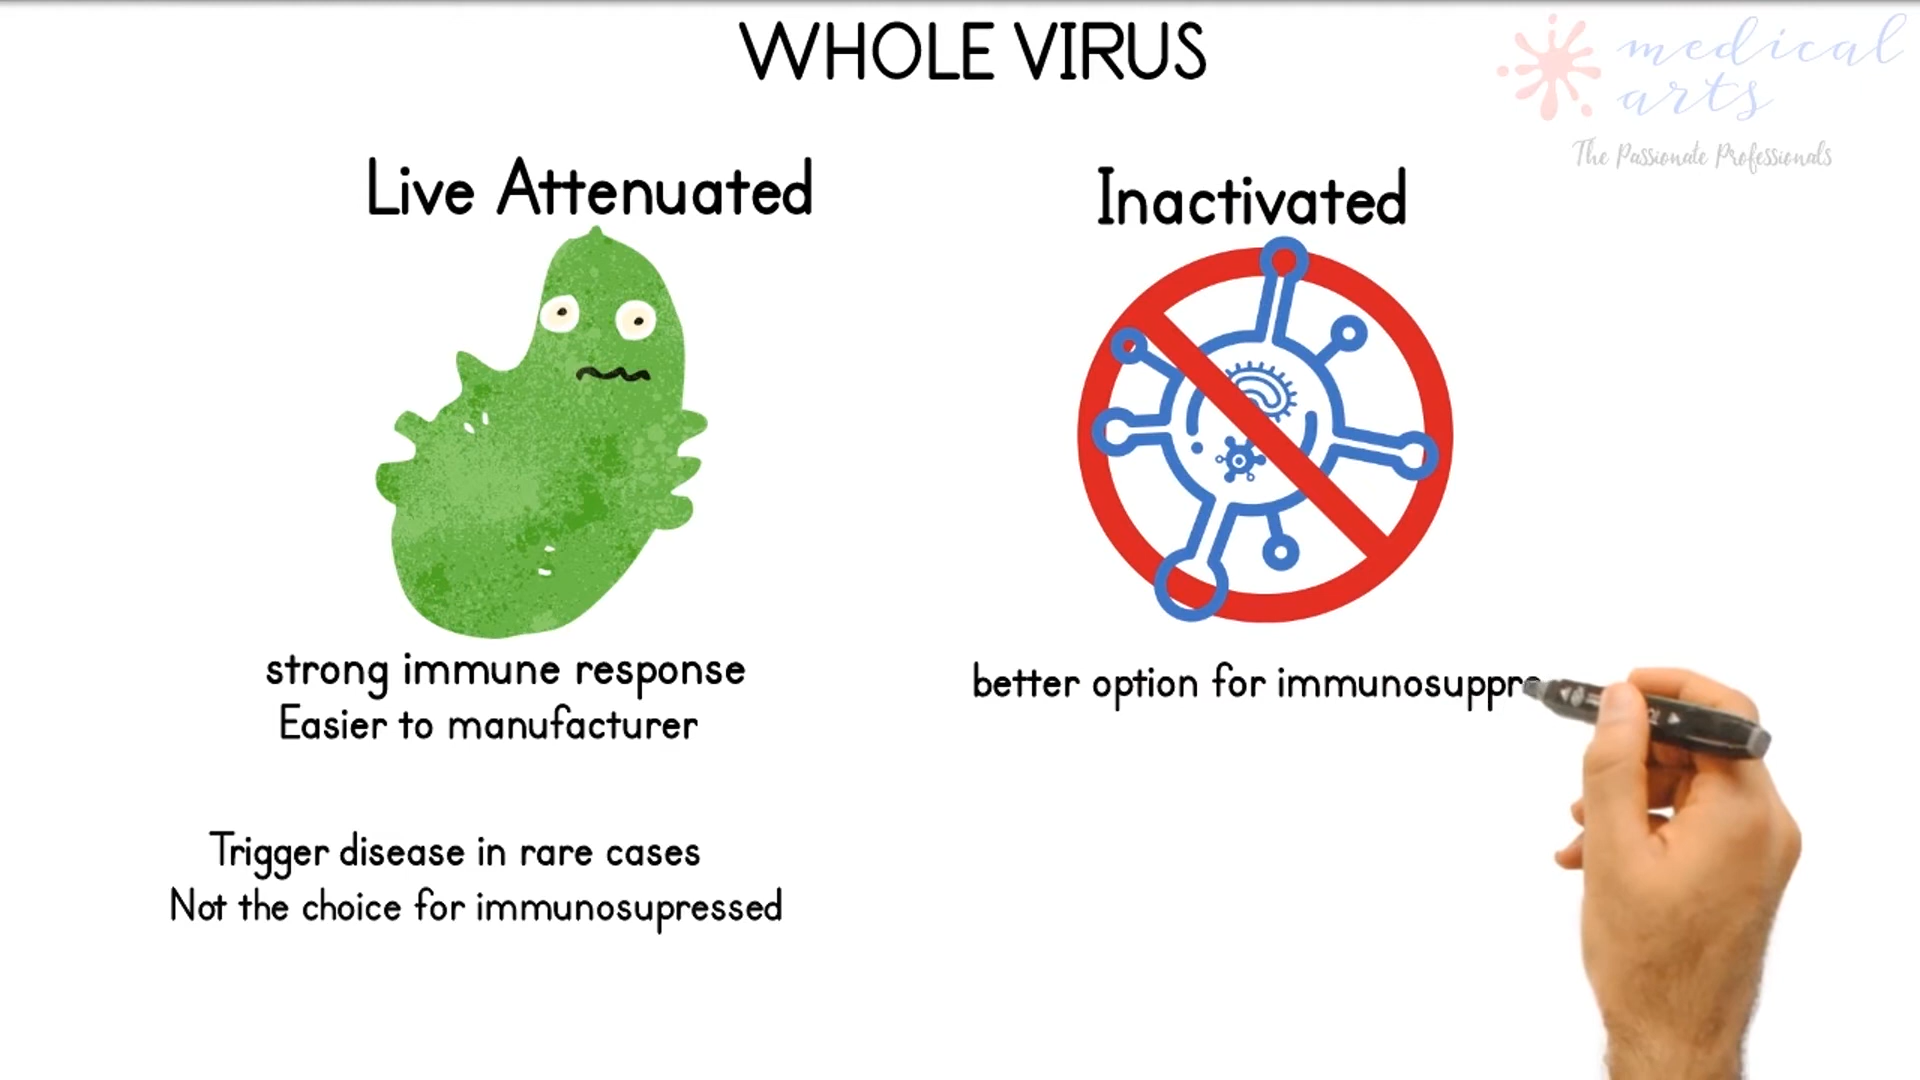 WHOLE VIRUS
medical
arts
The Passionate Professionals
Live Attenuated
Inactivated
strong immune response
Easier to manufacturer
better option for immunosuppre
Trigger disease in rare cases
Not the choice for immunosupressed